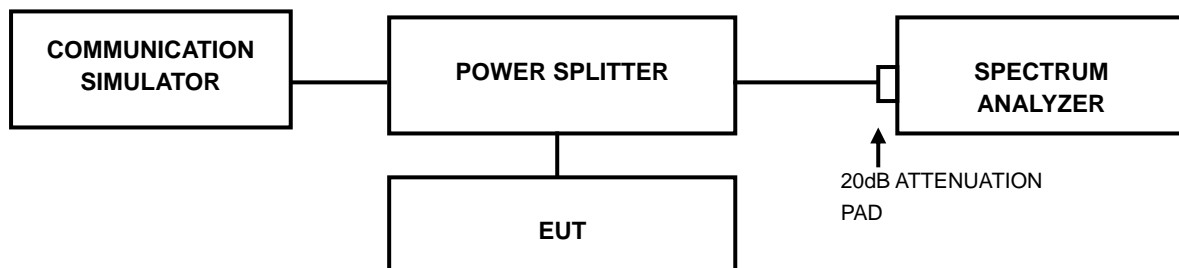 COMMUNICATION
SIMULATOR
POWER SPLITTER
SPECTRUM
ANALYZER
20dB ATTENUATION
PAD
EUT